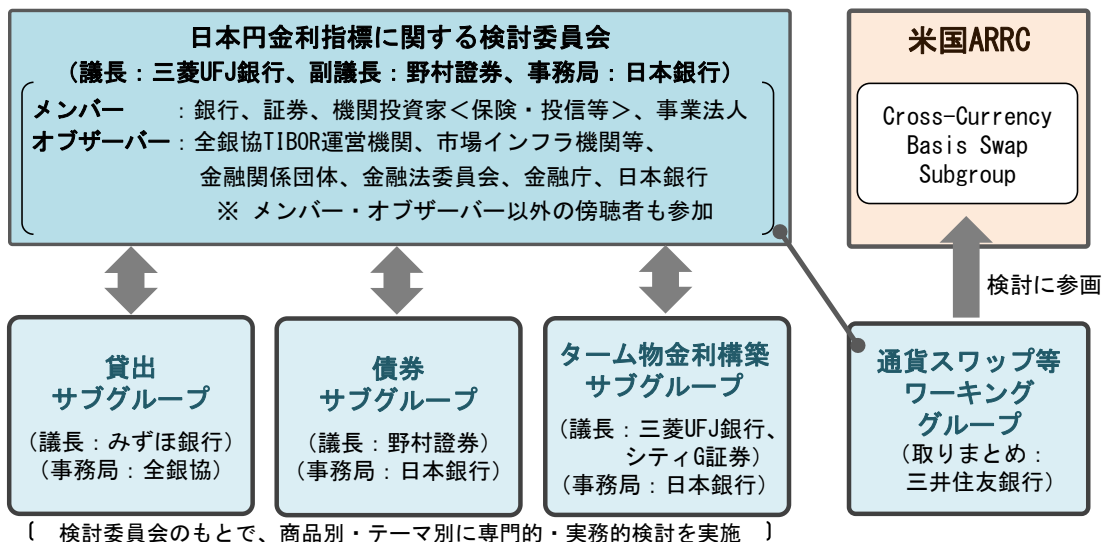 日本円金利指標に関する検討委員会
（議長：三菱UFJ銀行、副議長：野村證券、事務局：日本銀行）
メンバー　　：銀行、証券、機関投資家＜保険・投信等＞、事業法人
オブザーバー：全銀協TIBOR運営機関、市場インフラ機関等、
金融関係団体、金融法委員会、金融庁、日本銀行
※ メンバー・オブザーバー以外の傍聴者も参加
米国ARRC
Cross-Currency
Basis Swap
Subgroup
検討に参画
貸出
サブグループ
（議長：みずほ銀行）
（事務局：全銀協）
債券
サブグループ
（議長：野村證券）
（事務局：日本銀行）
ターム物金利構築
サブグループ
（議長：三菱UFJ銀行、
シティG証券）
（事務局：日本銀行）
通貨スワップ等
ワーキング
グループ
（取りまとめ：
三井住友銀行）
〔　検討委員会のもとで、商品別・テーマ別に専門的・実務的検討を実施　〕